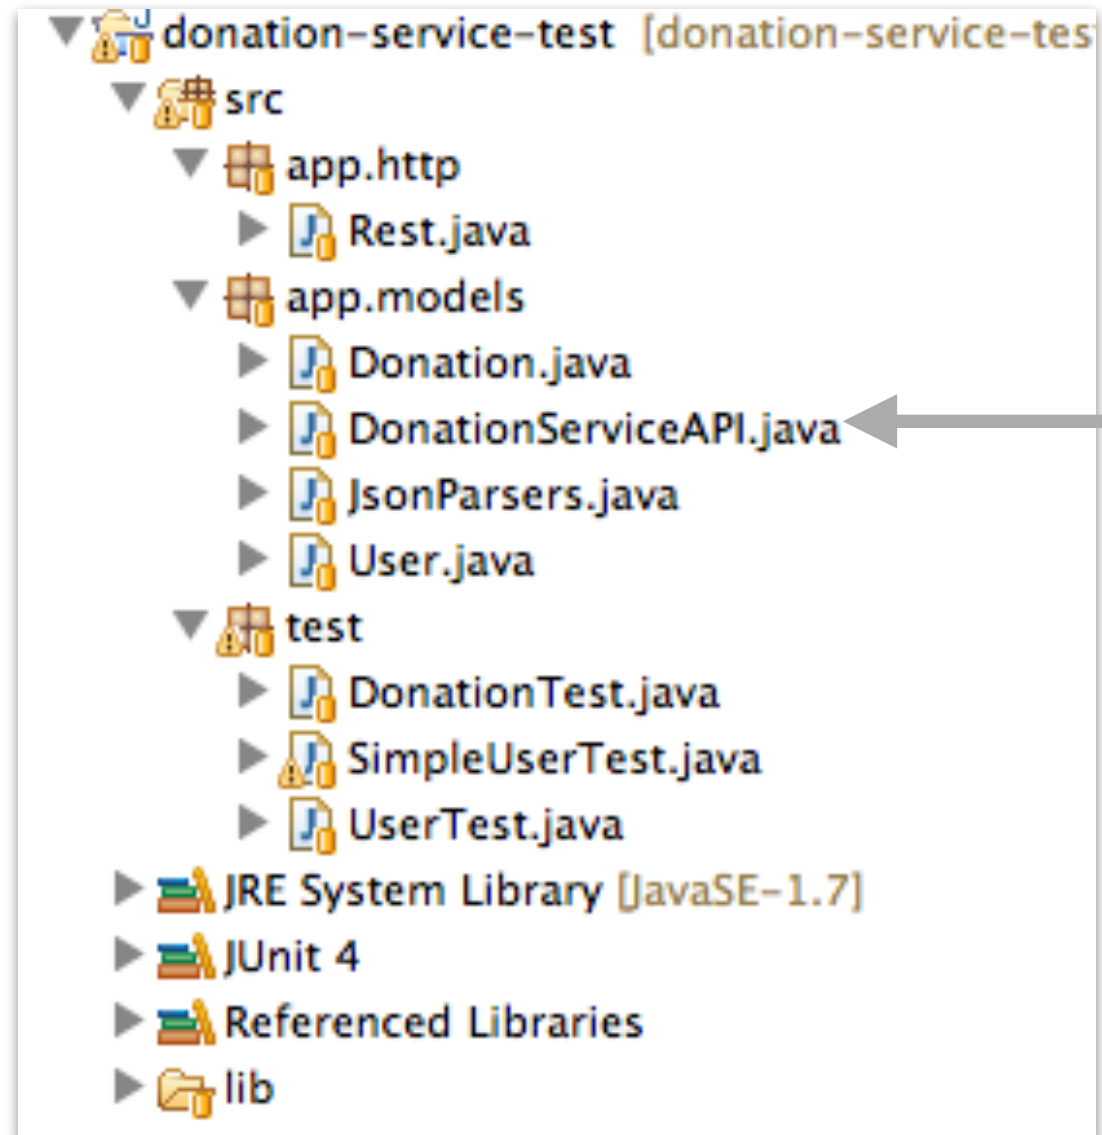 donation-service-test [donation-service-tes
src
app.http
Rest.java
app.models
Donation.java
DonationServiceAPI.java
JsonParsers.java
User.java
test
DonationTest.java
SimpleUserTest.java
UserTest.java
JRE System Library [JavaSE-1.7]
JUnit 4
Referenced Libraries
lib